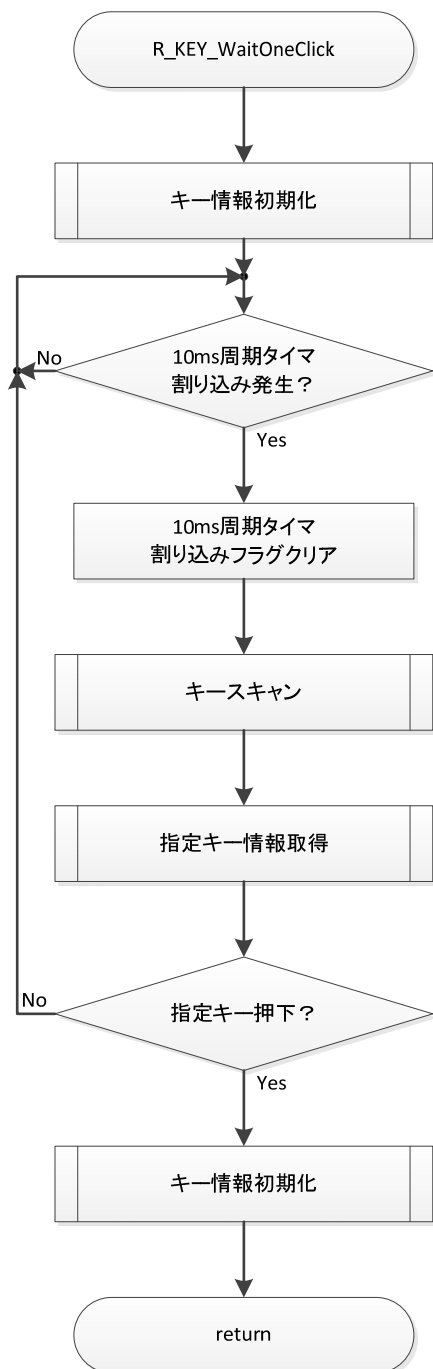 R_KEY_WaitOneClick
キー情報初期化
10ms周期タイマ
割り込み発生？
No
Yes
10ms周期タイマ
割り込みフラグクリア
キースキャン
指定キー情報取得
指定キー押下？
No
Yes
キー情報初期化
return